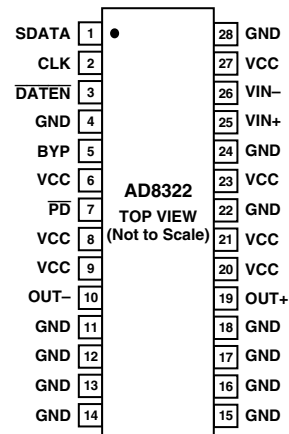 SDATA 1 28 GND
CLK 2 27 VCC
DATEN 3 26 VIN–
GND 4 25 VIN+
BYP 5 24 GND
VCC 6 23 VCC
AD8322
PD 7 22 GND
TOP VIEW
(Not to Scale)
VCC 8 21 VCC
VCC 9 20 VCC
OUT– 10 19 OUT+
GND 11 18 GND
GND 12 17 GND
GND 13 16 GND
GND 14 15 GND